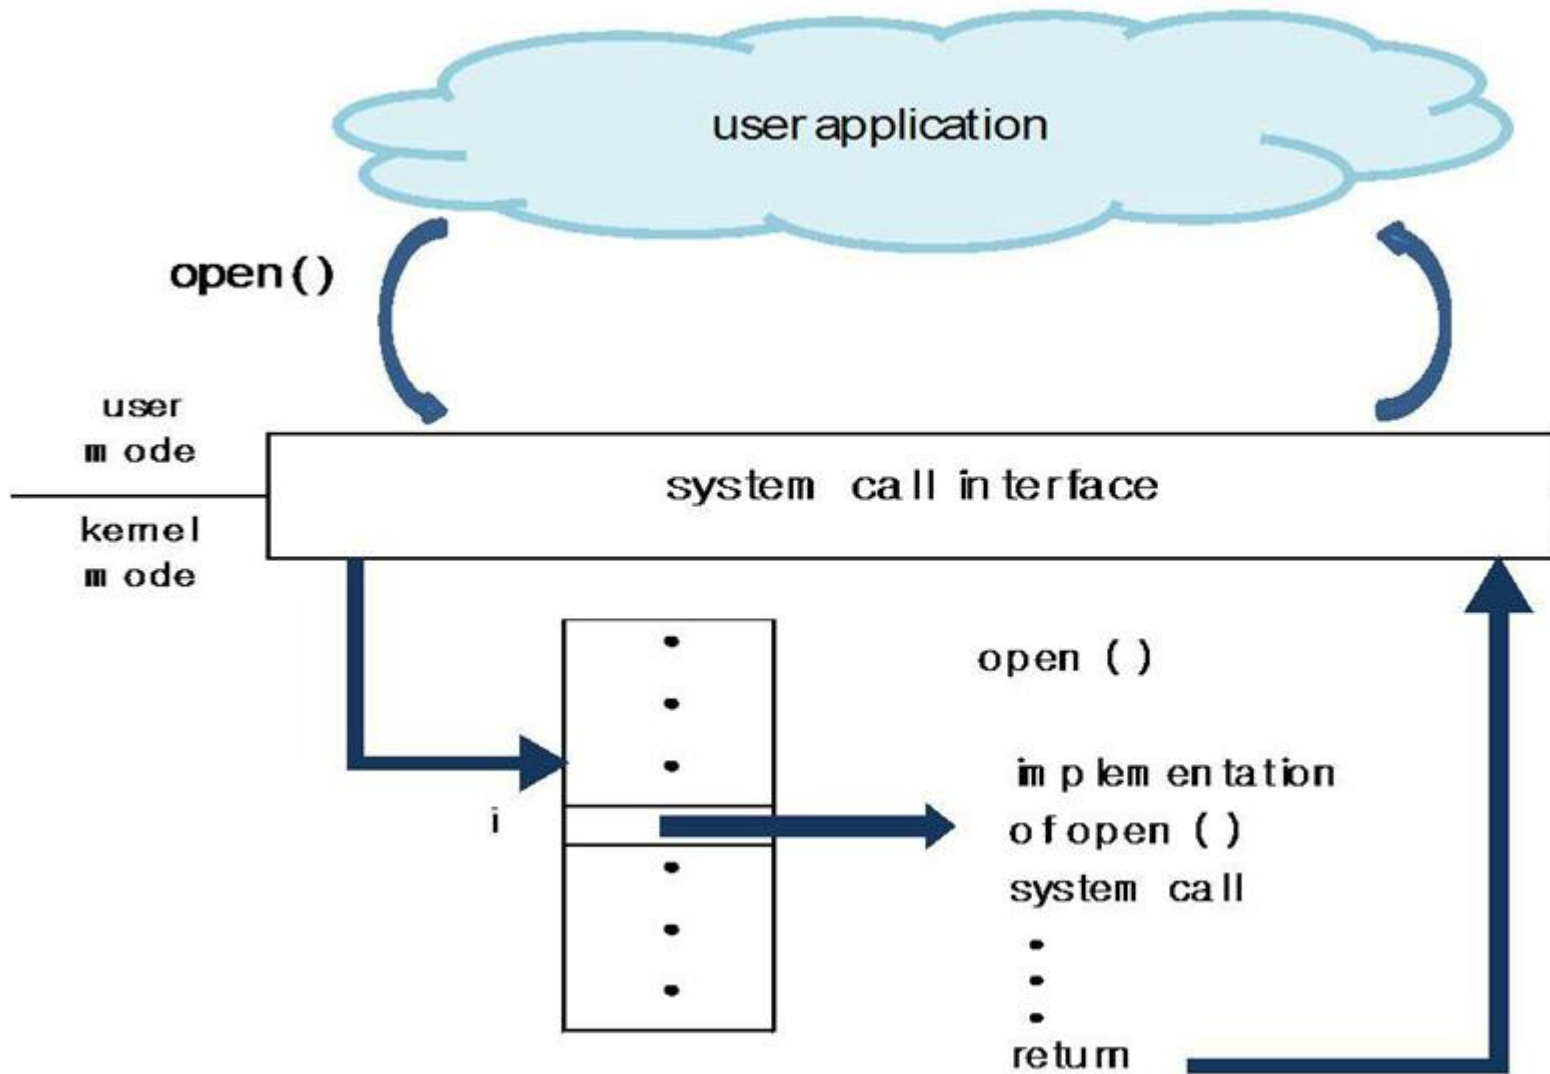 user application
open()
user
mode
system call interface
kernel
mode
open ()
i
implementation
of open ()
system call
return